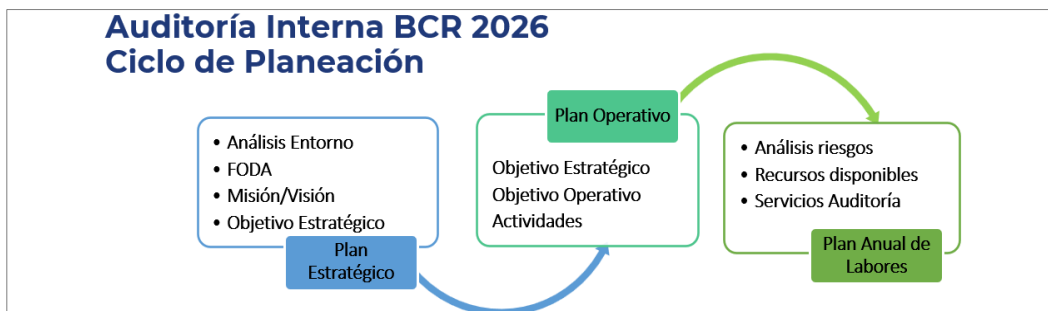 Auditoría Interna BCR 2026
Ciclo de Planeación
• Análisis Entorno
• FODA
• Misión/Visión
• Objetivo Estratégico
Plan
Estratégico
Plan Operativo
Objetivo Estratégico
Objetivo Operativo
Actividades
• Análisis riesgos
• Recursos disponibles
• Servicios Auditoría
Plan Anual de
Labores